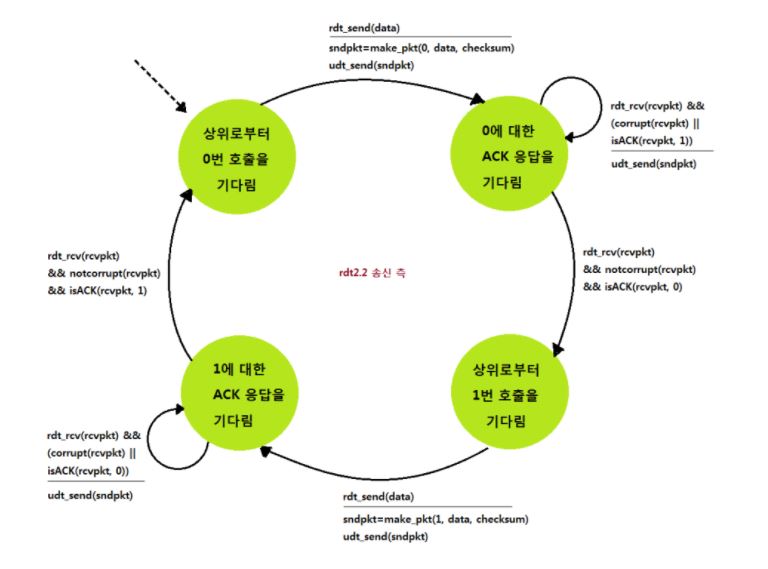 rdt_send(data)
sndpkt=make_pkt(0, data, checksum)
udt_send(sndpkt)
상위로부터
0번 호출을
기다림
0에 대한
ACK 응답을
기다림
rdt_rcv(rcvpkt) &&
(corrupt(rcvpkt) ||
isACK(rcvpkt, 1))
udt_send(sndpkt)
rdt_rcv(rcvpkt)
&& notcorrupt(rcvpkt)
&& isACK(rcvpkt, 1)
rdt2.2 송신 측
rdt_rcv(rcvpkt)
&& notcorrupt(rcvpkt)
&& isACK(rcvpkt, 0)
1에 대한
ACK 응답을
기다림
상위로부터
1번 호출을
기다림
rdt_rcv(rcvpkt) &&
(corrupt(rcvpkt) ||
isACK(rcvpkt, 0))
udt_send(sndpkt)
rdt_send(data)
sndpkt=make_pkt(1, data, checksum)
udt_send(sndpkt)